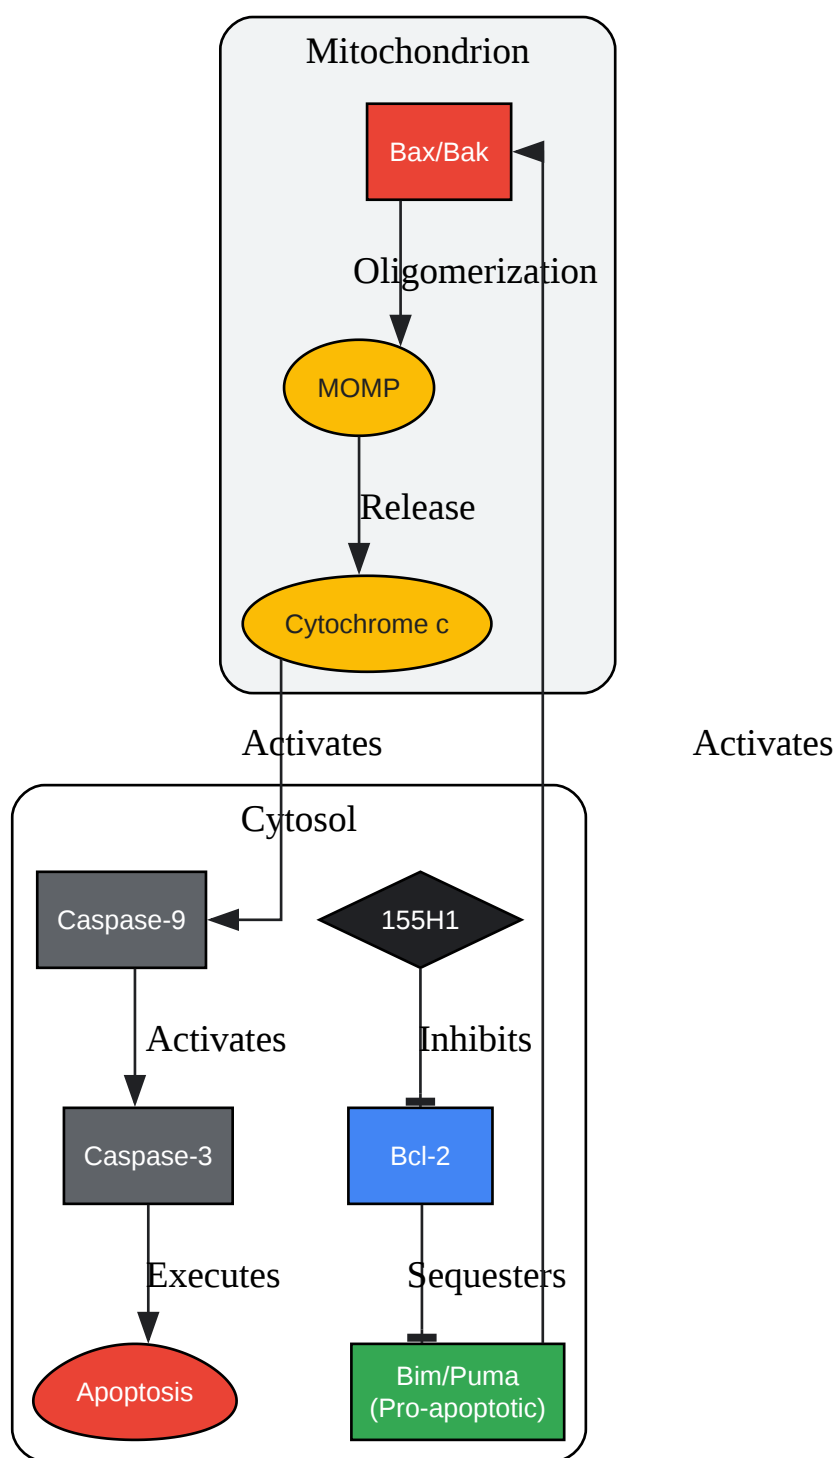 Mitochondrion
Bax/Bak
Oligomerization
MOMP
Release
Cytochrome c
Activates
Activates
Cytosol
Caspase-9
155H1
Activates
Inhibits
Caspase-3
Bcl-2
Executes
Sequesters
Apoptosis
Bim/Puma
(Pro-apoptotic)